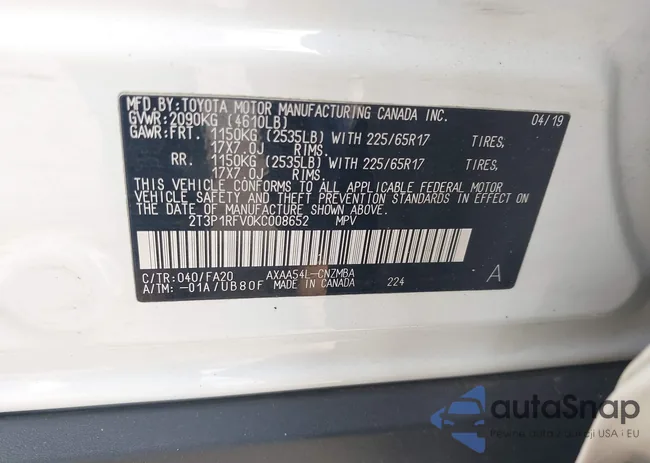 MFD.BY:TOYOTA MOTOR MANUFACTURING CANADA INC. 04/19
GVWR:2090KG (4610LB)
GAWR:FRT. 1150KG (2535LB) WITH 225/65R17 TIRES,
17X7.0J RIMS.
RR. 1150KG (2535LB) WITH 225/65R17 TIRES,
17X7.0J RIMS.
THIS VEHICLE CONFORMS TO ALL APPLICABLE FEDERAL MOTOR
VEHICLE SAFETY AND THEFT PREVENTION STANDARDS IN EFFECT ON
THE DATE OF MANUFACTURE SHOWN ABOVE.
2T3P1RFV0KC008652 MPV
C/TR:040/FA20 AXAA54L-CNZMBA
A/TM:-01A/UB80F MADE IN CANADA 224 A
autoSnap
USA i EU